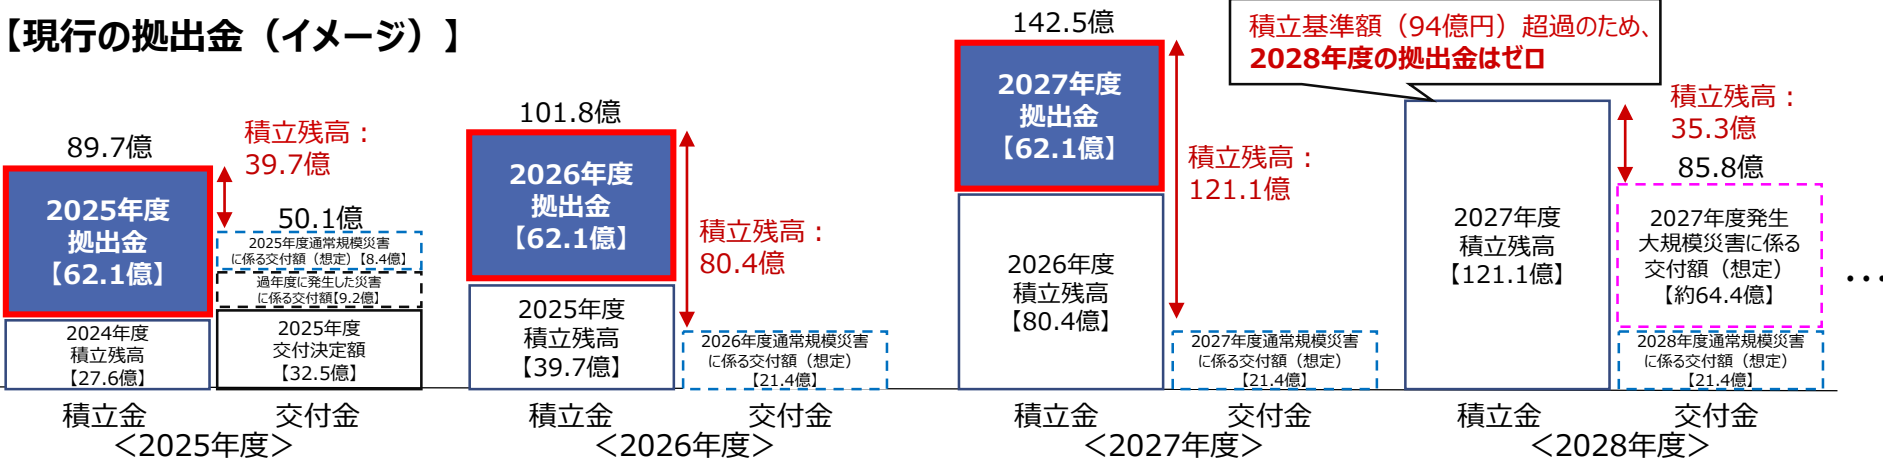 【現行の拠出金（イメージ）】
89.7億
2025年度
拠出金
【62.1億】
2024年度
積立残高
【27.6億】
積立残高：
39.7億
50.1億
2025年度通常規模災害
に係る交付額（想定）【8.4億】
過年度に発生した災害
に係る交付額【9.2億】
2025年度
交付決定額
【32.5億】
積立金
交付金
＜2025年度＞
101.8億
2026年度
拠出金
【62.1億】
2025年度
積立残高
【39.7億】
積立残高：
80.4億
2026年度通常規模災害
に係る交付額（想定）
【21.4億】
積立金
交付金
＜2026年度＞
142.5億
2027年度
拠出金
【62.1億】
2026年度
積立残高
【80.4億】
積立残高：
121.1億
2027年度通常規模災害
に係る交付額（想定）
【21.4億】
積立金
交付金
＜2027年度＞
積立基準額（94億円）超過のため、
2028年度の拠出金はゼロ
2027年度
積立残高
【121.1億】
積立残高：
35.3億
85.8億
2027年度発生
大規模災害に係る
交付額（想定）
【約64.4億】
2028年度通常規模災害
に係る交付額（想定）
【21.4億】
積立金
交付金
＜2028年度＞
…